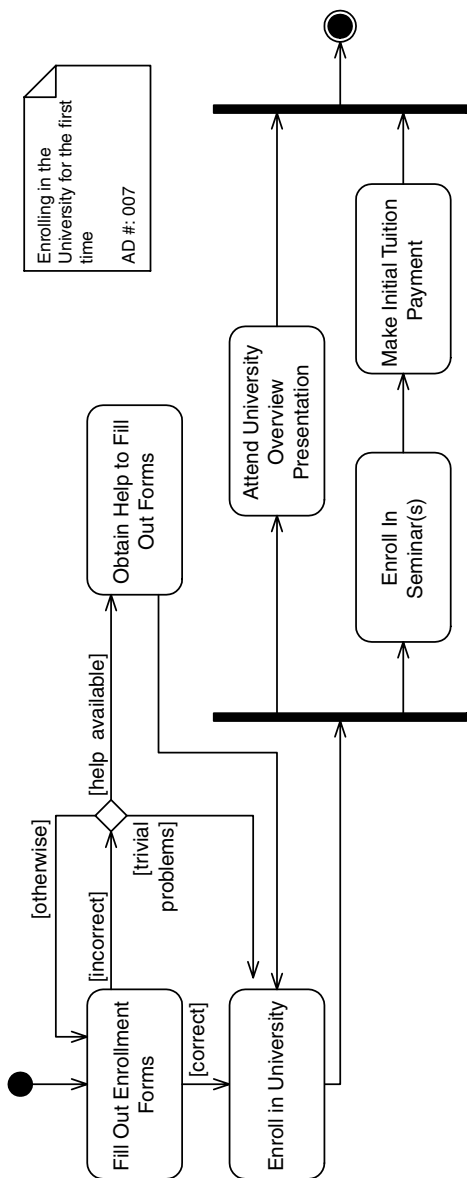 Enrolling in the
University for the first
time
AD #: 007
[otherwise]
Fill Out Enrollment
Forms
[incorrect]
[help available]
Obtain Help to Fill
Out Forms
[trivial
problems]
[correct]
Enroll in University
Attend University
Overview
Presentation
Enroll In
Seminar(s)
Make Initial Tuition
Payment